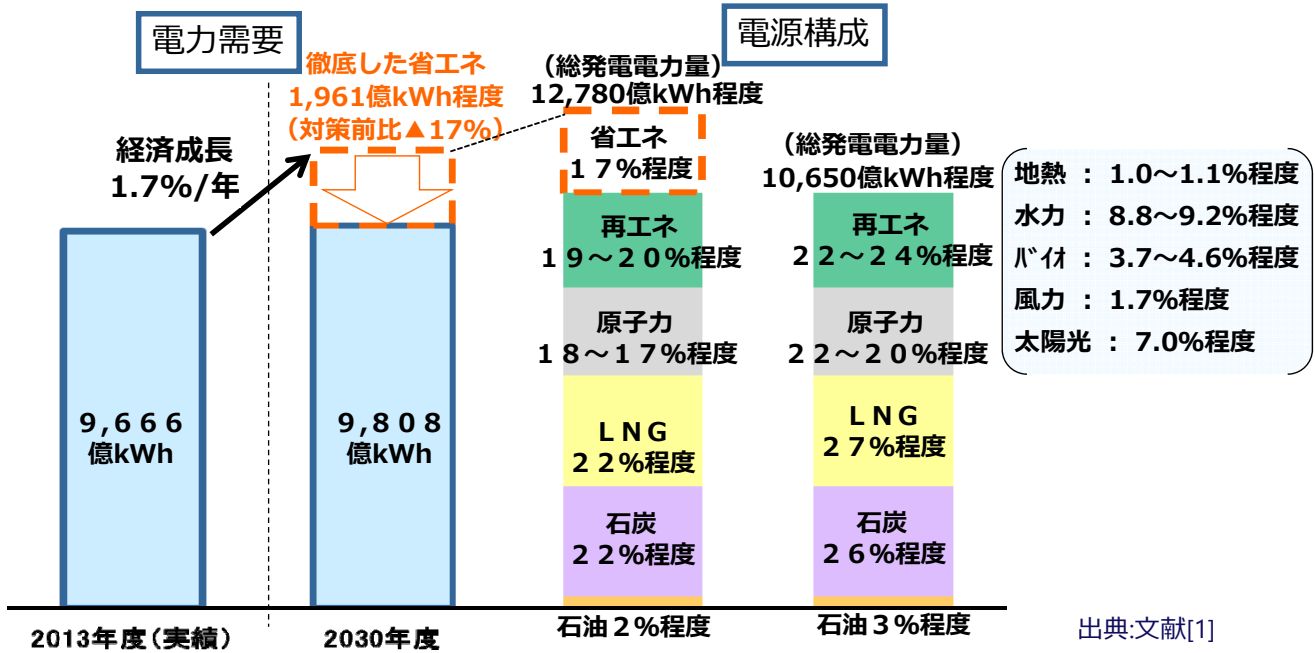 電力需要
電源構成
徹底した省エネ
1,961億kWh程度
（対策前比▲17%）
経済成長
1.7%/年
9,666
億kWh
9,808
億kWh
（総発電電力量）
12,780億kWh程度
省エネ
17%程度
再エネ
19～20%程度
原子力
18～17%程度
LNG
22%程度
石炭
22%程度
石油2%程度
（総発電電力量）
10,650億kWh程度
再エネ
22～24%程度
原子力
22～20%程度
LNG
27%程度
石炭
26%程度
石油3%程度
地熱 ： 1.0～1.1%程度
水力 ： 8.8～9.2%程度
ﾊﾞｲｵ ： 3.7～4.6%程度
風力 ： 1.7%程度
太陽光 ： 7.0%程度
2013年度（実績）
2030年度
出典:文献[1]